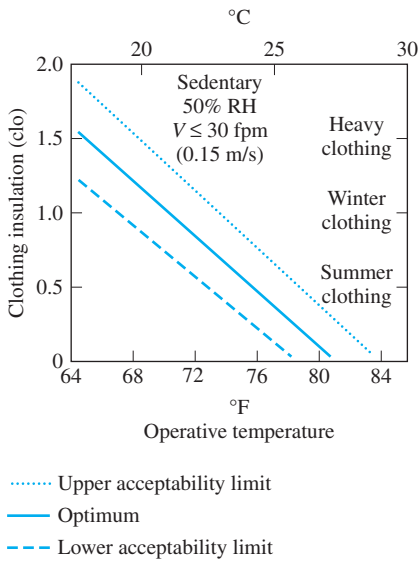 °C
20
25
30
2.0
1.5
1.0
0.5
0
Clothing insulation (clo)
Sedentary
50% RH
V ≤ 30 fpm
(0.15 m/s)
Heavy
clothing
Winter
clothing
Summer
clothing
64
68
72
76
80
84
°F
Operative temperature
Upper acceptability limit
Optimum
Lower acceptability limit